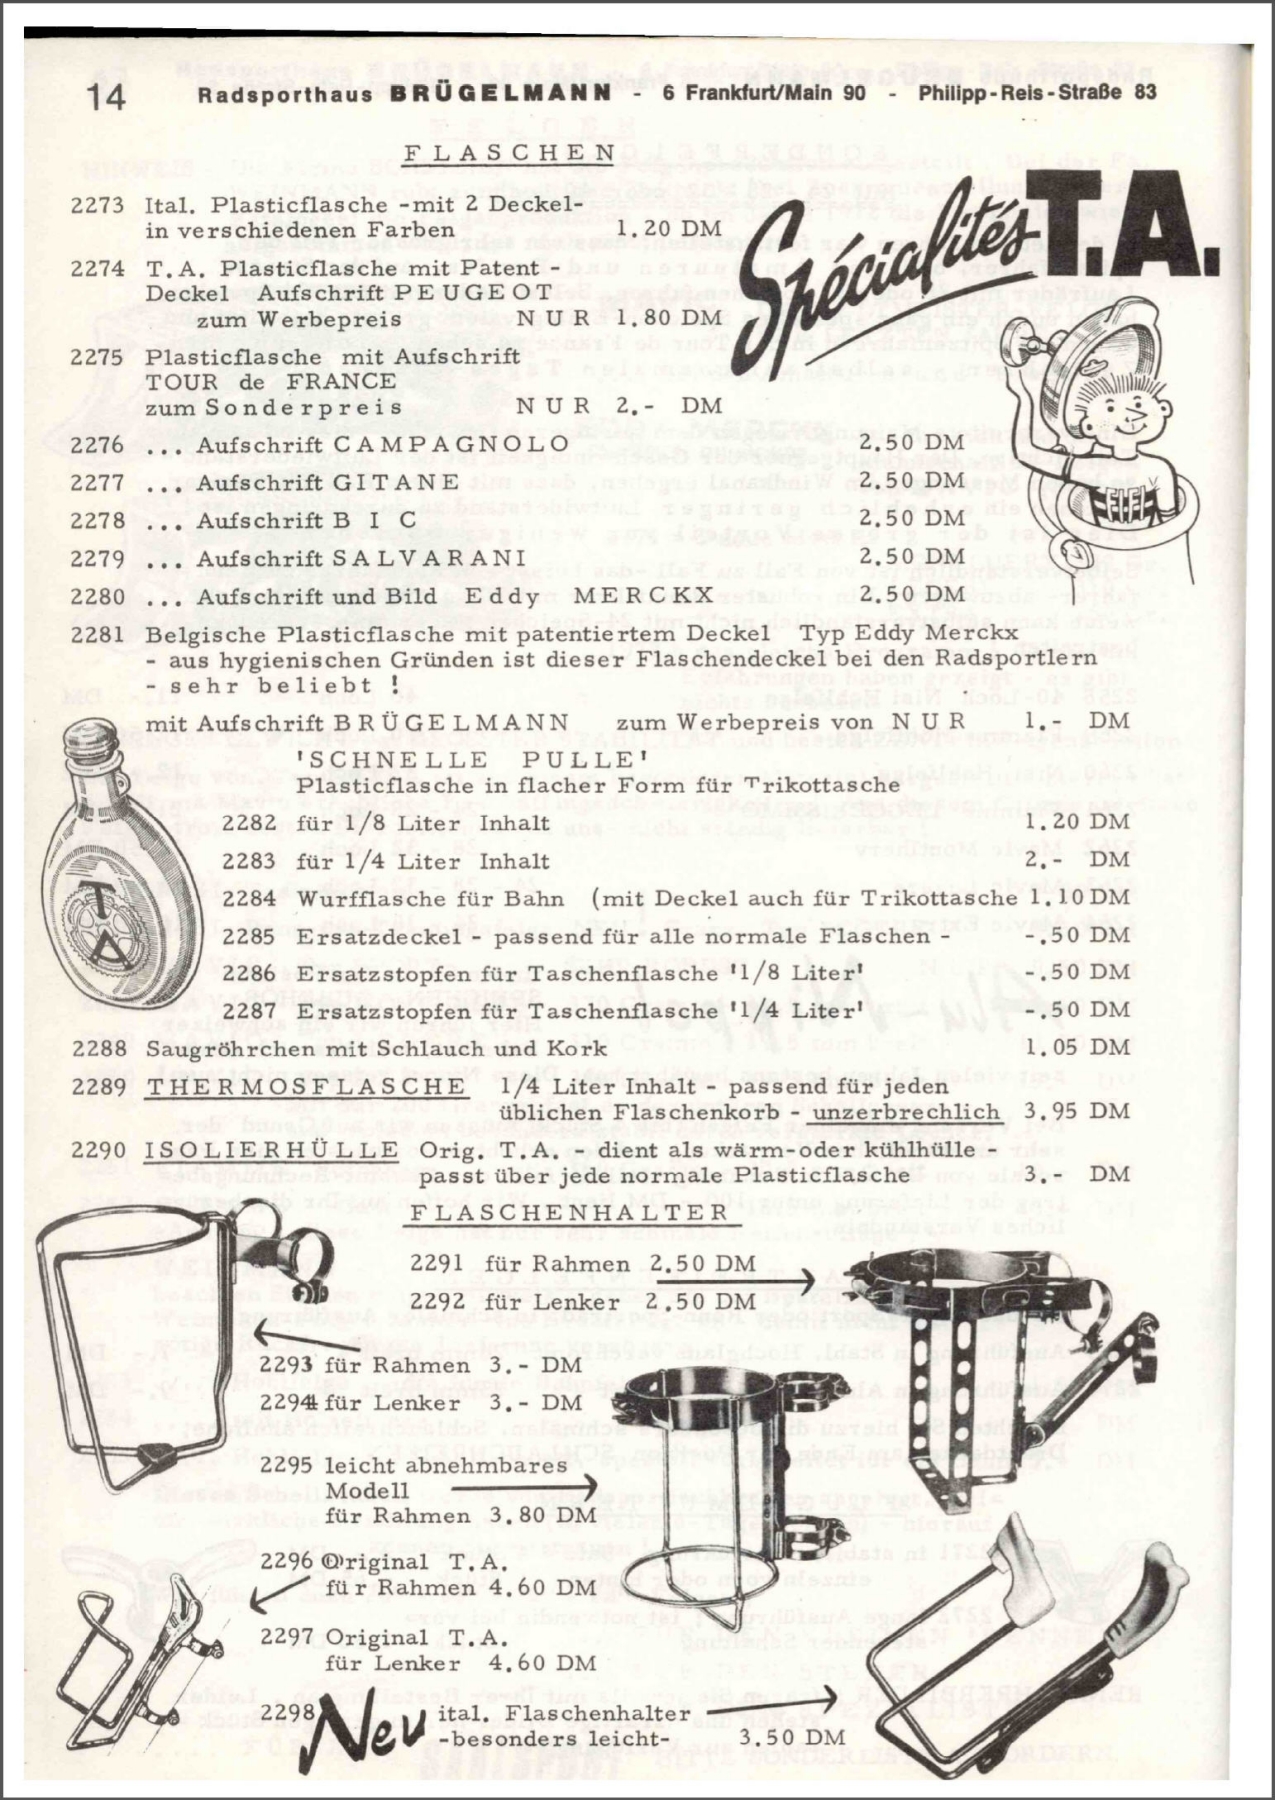 14 Radsporthaus BRÜGELMANN - 6 Frankfurt/Main 90 - Philipp-Reis-Straße 83
FLASCHEN
Spécialités T.A.
2273 Ital. Plasticflasche -mit 2 Deckel-
in verschiedenen Farben 1.20 DM
2274 T.A. Plasticflasche mit Patent -
Deckel Aufschrift PEUGEOT
zum Werbepreis NUR 1.80 DM
2275 Plasticflasche mit Aufschrift
TOUR de FRANCE
zum Sonderpreis NUR 2.- DM
2276 ... Aufschrift CAMPAGNOLO 2.50 DM
2277 ... Aufschrift GITANE 2.50 DM
2278 ... Aufschrift BIC 2.50 DM
2279 ... Aufschrift SALVARANI 2.50 DM
2280 ... Aufschrift und Bild Eddy MERCKX 2.50 DM
2281 Belgische Plasticflasche mit patentiertem Deckel Typ Eddy Merckx
- aus hygienischen Gründen ist dieser Flaschendeckel bei den Radsportlern
- sehr beliebt !
mit Aufschrift BRÜGELMANN zum Werbepreis von NUR 1.- DM
'SCHNELLE PULLE'
Plasticflasche in flacher Form für Trikottasche
2282 für 1/8 Liter Inhalt 1.20 DM
2283 für 1/4 Liter Inhalt 2.- DM
2284 Wurfflasche für Bahn (mit Deckel auch für Trikottasche 1.10 DM
TA
2285 Ersatzdeckel - passend für alle normale Flaschen - -.50 DM
2286 Ersatzstopfen für Taschenflasche '1/8 Liter' -.50 DM
2287 Ersatzstopfen für Taschenflasche '1/4 Liter' -.50 DM
2288 Saugröhrchen mit Schlauch und Kork 1.05 DM
2289 THERMOSFLASCHE 1/4 Liter Inhalt - passend für jeden
üblichen Flaschenkorb - unzerbrechlich 3.95 DM
2290 ISOLIERHÜLLE Orig. T.A. - dient als wärm-oder kühlhülle -
passt über jede normale Plasticflasche 3.- DM
FLASCHENHALTER
2291 für Rahmen 2.50 DM
2292 für Lenker 2.50 DM
2293 für Rahmen 3.- DM
2294 für Lenker 3.- DM
2295 leicht abnehmbares
Modell
für Rahmen 3.80 DM
2296 Original T.A.
für Rahmen 4.60 DM
2297 Original T.A.
für Lenker 4.60 DM
2298 Neu ital. Flaschenhalter
-besonders leicht- 3.50 DM